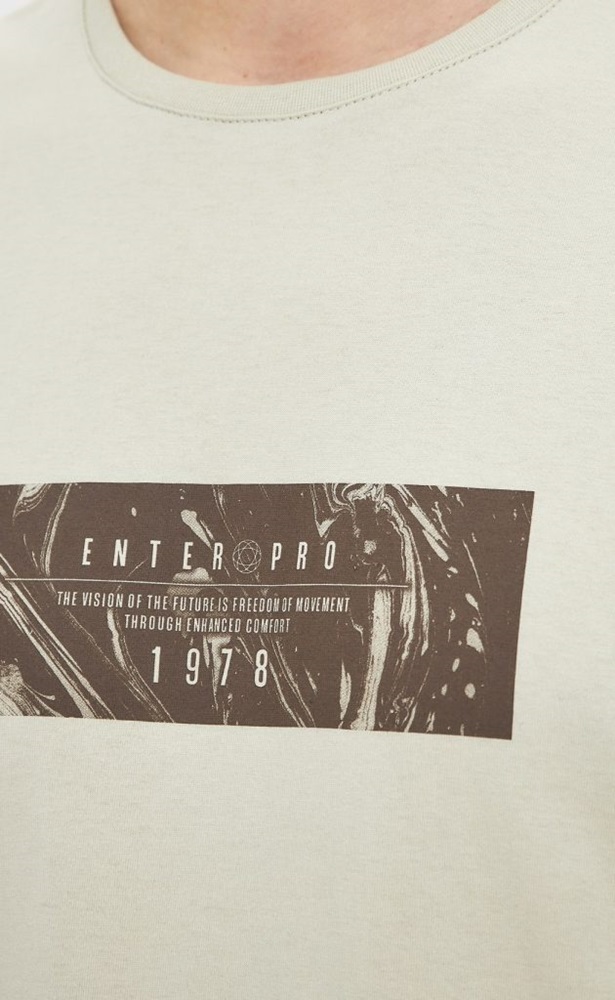 ENTER PRO
THE VISION OF THE FUTURE IS FREEDOM OF MOVEMENT
THROUGH ENHANCED COMFORT
1978